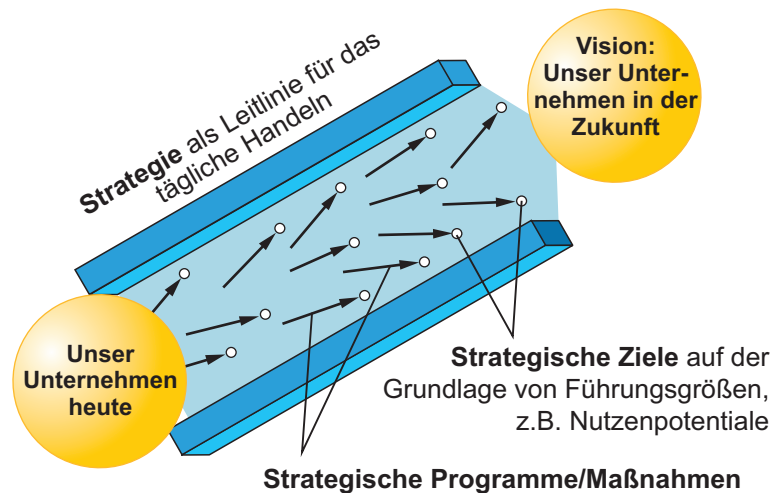 Strategie als Leitlinie für das
tägliche Handeln
Vision:
Unser Unter-
nehmen in der
Zukunft
Unser
Unternehmen
heute
Strategische Ziele auf der
Grundlage von Führungsgrößen,
z.B. Nutzenpotentiale
Strategische Programme/Maßnahmen